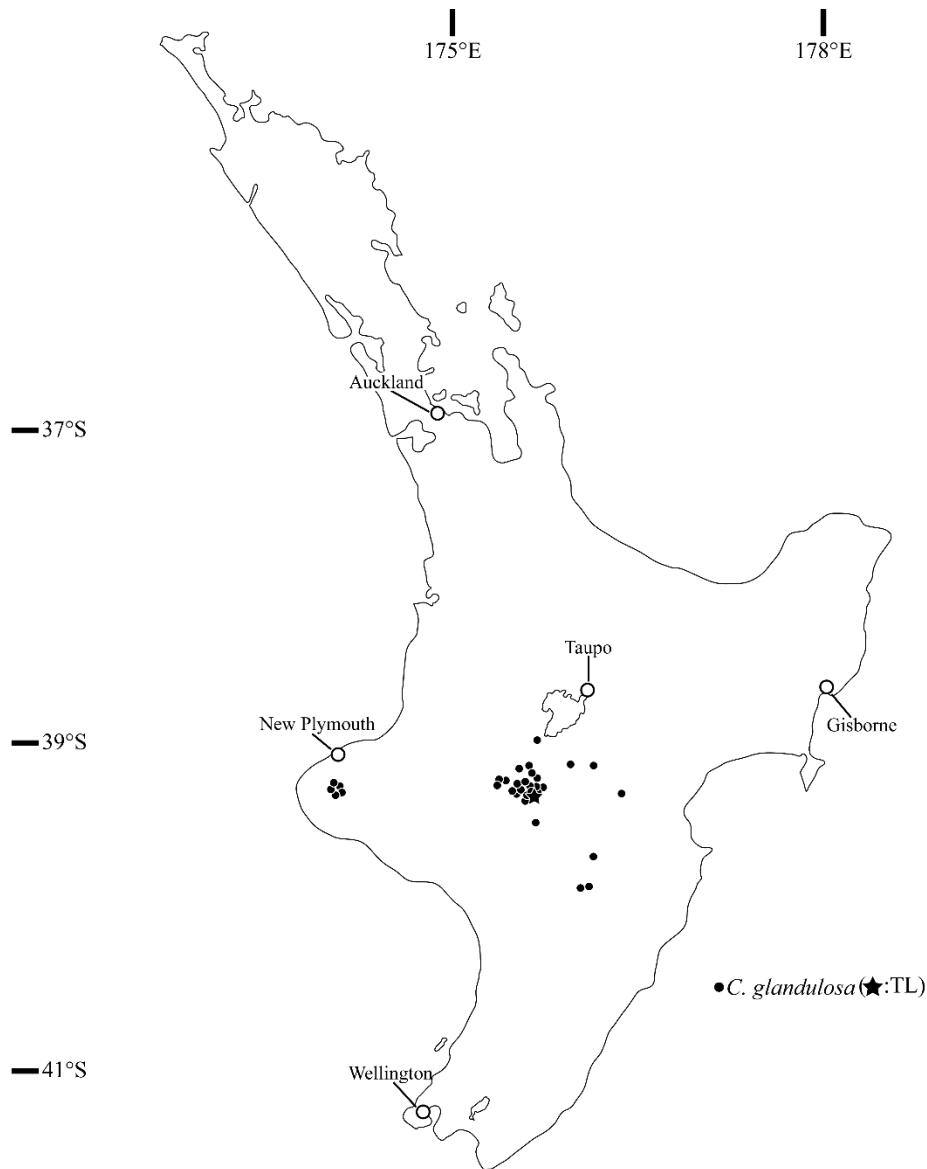 175°E
178°E
Auckland
37°S
Taupo
New Plymouth
Gisborne
39°S
C. glandulosa (★:TL)
41°S
Wellington